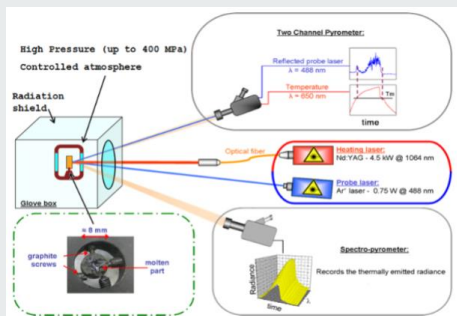 Two Channel Pyrometer:
High Pressure (up to 400 MPa)
Controlled atmosphere
Reflected probe laser
λ = 488 nm
Temperature
λ = 650 nm
time
Radiation
shield
Optical fiber
Heating laser:
Nd:YAG - 4.5 kW @ 1064 nm
Probe laser:
Ar⁺ laser - 0.75 W @ 488 nm
Glove box
≈ 8 mm
graphite
screws
molten
part
Spectro-pyrometer:
Records the thermally emitted radiance
Radiance
time
λ